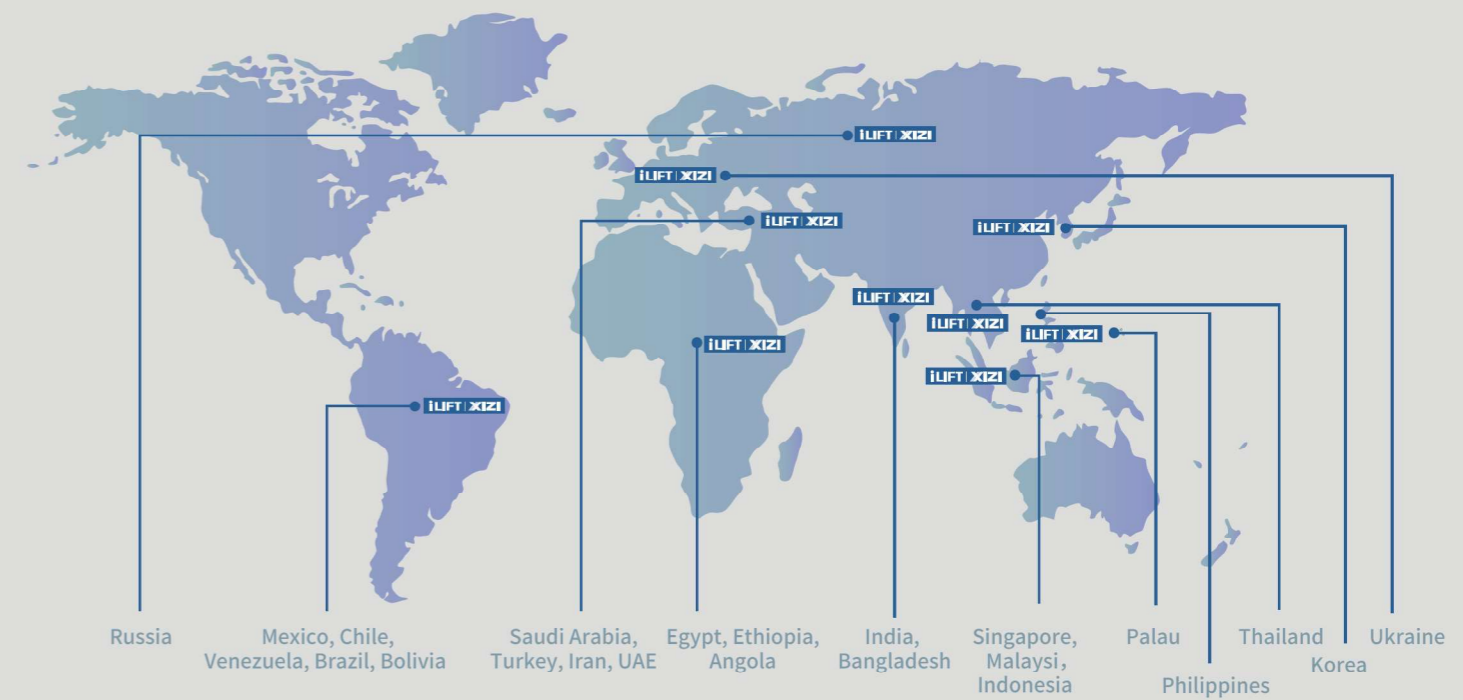 iLIFT XIZI
iLIFT XIZI
iLIFT XIZI
iLIFT XIZI
iLIFT XIZI
iLIFT XIZI
iLIFT XIZI
iLIFT XIZI
iLIFT XIZI
iLIFT XIZI
Russia
Mexico, Chile,
Venezuela, Brazil, Bolivia
Saudi Arabia,
Turkey, Iran, UAE
Egypt, Ethiopia,
Angola
India,
Bangladesh
Singapore,
Malaysi,
Indonesia
Palau
Philippines
Thailand
Korea
Ukraine